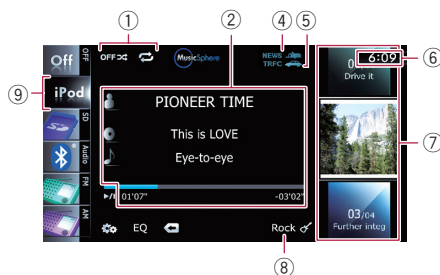 ① ② ④ ⑤
Off OFF OFF MusicSphere NEWS TRFC 03/ 6:09 ⑥
Drive it
⑨ iPod
PIONEER TIME
SD
This is LOVE
Audio
Eye-to-eye
⑦
FM
►/II 01'07" -03'02"
03/04
Further integ
AM
EQ Rock
⑧